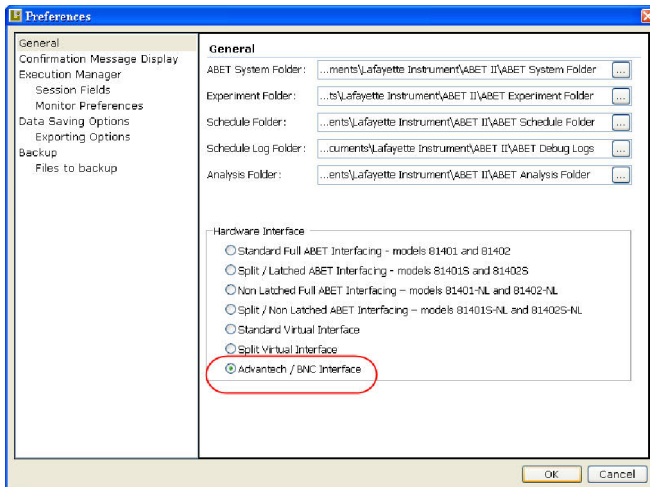 Preferences
General
Confirmation Message Display
Execution Manager
Session Fields
Monitor Preferences
Data Saving Options
Exporting Options
Backup
Files to backup
General
ABET System Folder: ...ments\Lafayette Instrument\ABET II\ABET System Folder ...
Experiment Folder: ...ts\Lafayette Instrument\ABET II\ABET Experiment Folder ...
Schedule Folder: ...ents\Lafayette Instrument\ABET II\ABET Schedule Folder ...
Schedule Log Folder: ...cuments\Lafayette Instrument\ABET II\ABET Debug Logs ...
Analysis Folder: ...ents\Lafayette Instrument\ABET II\ABET Analysis Folder ...
Hardware Interface
Standard Full ABET Interfacing - models 81401 and 81402
Split / Latched ABET Interfacing - models 81401S and 81402S
Non Latched Full ABET Interfacing – models 81401-NL and 81402-NL
Split / Non Latched ABET Interfacing – models 81401S-NL and 81402S-NL
Standard Virtual Interface
Split Virtual Interface
Advantech / BNC Interface
OK Cancel